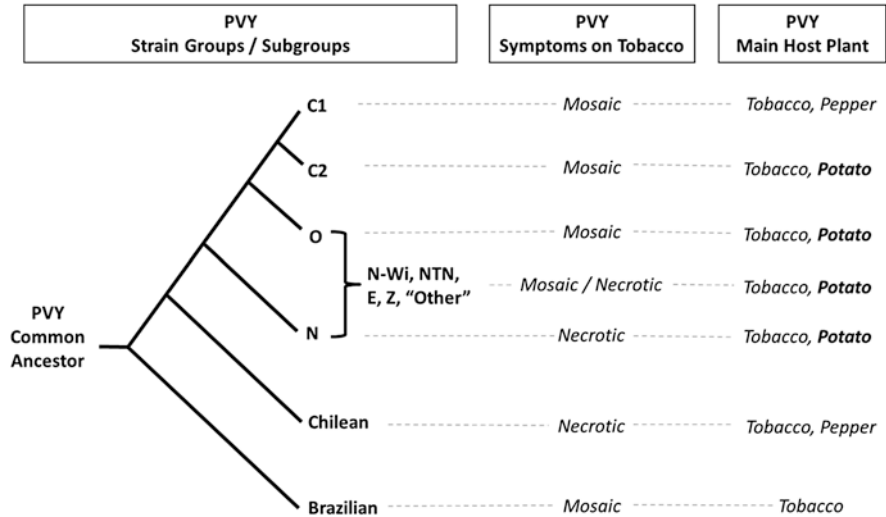 PVY
Strain Groups / Subgroups
PVY
Symptoms on Tobacco
PVY
Main Host Plant
C1 Mosaic Tobacco, Pepper
C2 Mosaic Tobacco, Potato
O Mosaic Tobacco, Potato
N-Wi, NTN,
E, Z, “Other”
Mosaic / Necrotic Tobacco, Potato
PVY
Common
Ancestor
N Necrotic Tobacco, Potato
Chilean Necrotic Tobacco, Pepper
Brazilian Mosaic Tobacco